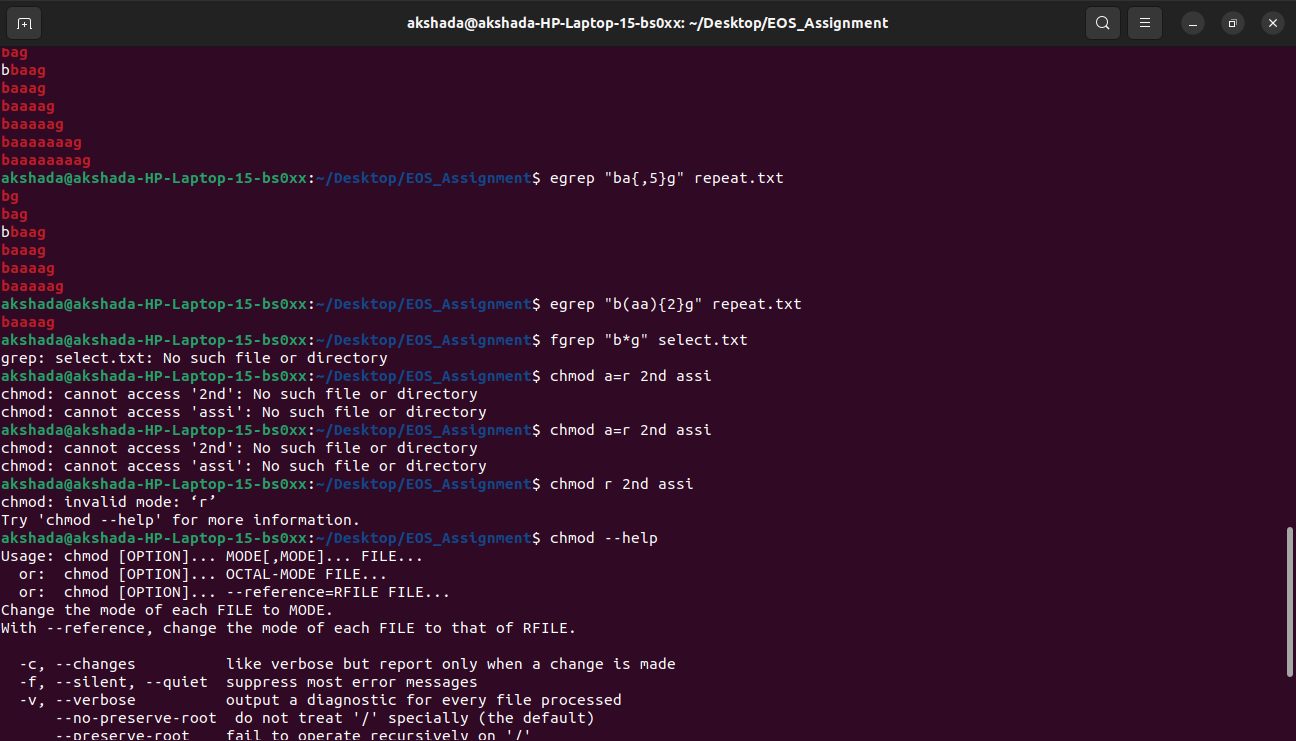 akshada@akshada-HP-Laptop-15-bs0xx: ~/Desktop/EOS_Assignment
bag
bbaag
baaag
baaaag
baaaaag
baaaaaaag
baaaaaaaag
akshada@akshada-HP-Laptop-15-bs0xx:~/Desktop/EOS_Assignment$ egrep "ba{,5}g" repeat.txt
bg
bag
bbaag
baaag
baaaag
baaaaag
akshada@akshada-HP-Laptop-15-bs0xx:~/Desktop/EOS_Assignment$ egrep "b(aa){2}g" repeat.txt
baaaag
akshada@akshada-HP-Laptop-15-bs0xx:~/Desktop/EOS_Assignment$ fgrep "b*g" select.txt
grep: select.txt: No such file or directory
akshada@akshada-HP-Laptop-15-bs0xx:~/Desktop/EOS_Assignment$ chmod a=r 2nd assi
chmod: cannot access '2nd': No such file or directory
chmod: cannot access 'assi': No such file or directory
akshada@akshada-HP-Laptop-15-bs0xx:~/Desktop/EOS_Assignment$ chmod a=r 2nd assi
chmod: cannot access '2nd': No such file or directory
chmod: cannot access 'assi': No such file or directory
akshada@akshada-HP-Laptop-15-bs0xx:~/Desktop/EOS_Assignment$ chmod r 2nd assi
chmod: invalid mode: ‘r’
Try 'chmod --help' for more information.
akshada@akshada-HP-Laptop-15-bs0xx:~/Desktop/EOS_Assignment$ chmod --help
Usage: chmod [OPTION]... MODE[,MODE]... FILE...
  or:  chmod [OPTION]... OCTAL-MODE FILE...
  or:  chmod [OPTION]... --reference=RFILE FILE...
Change the mode of each FILE to MODE.
With --reference, change the mode of each FILE to that of RFILE.
  -c, --changes          like verbose but report only when a change is made
  -f, --silent, --quiet  suppress most error messages
  -v, --verbose          output a diagnostic for every file processed
      --no-preserve-root  do not treat '/' specially (the default)
      --preserve-root    fail to operate recursively on '/'